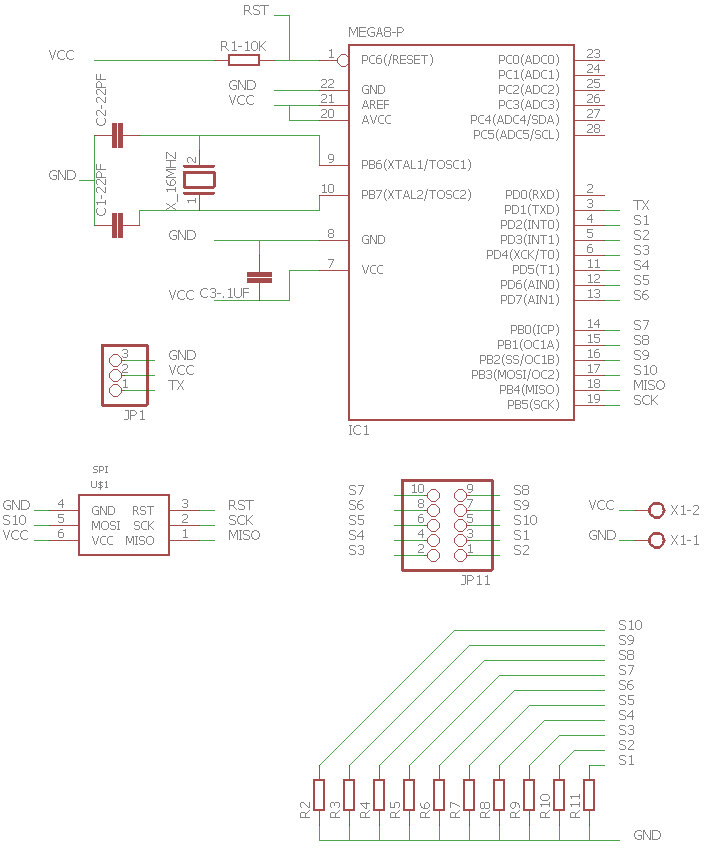 RST
MEGA8-P
VCC
R1-10K
1
PC6(/RESET)
PC0(ADC0)
23
PC1(ADC1)
24
GND
22
GND
PC2(ADC2)
25
VCC
21
AREF
PC3(ADC3)
26
20
AVCC
PC4(ADC4/SDA)
27
PC5(ADC5/SCL)
28
C2-22PF
GND
C1-22PF
X_16MHZ
2
1
9
PB6(XTAL1/TOSC1)
10
PB7(XTAL2/TOSC2)
PD0(RXD)
2
PD1(TXD)
3
TX
PD2(INT0)
4
S1
GND
8
GND
PD3(INT1)
5
S2
PD4(XCK/T0)
6
S3
7
VCC
PD5(T1)
11
S4
PD6(AIN0)
12
S5
VCC
C3-.1UF
PD7(AIN1)
13
S6
PB0(ICP)
14
S7
PB1(OC1A)
15
S8
PB2(SS/OC1B)
16
S9
PB3(MOSI/OC2)
17
S10
PB4(MISO)
18
MISO
PB5(SCK)
19
SCK
IC1
3
GND
2
VCC
1
TX
JP1
SPI
U$1
GND
4
GND
RST
3
RST
S10
5
MOSI
SCK
2
SCK
VCC
6
VCC
MISO
1
MISO
S7
10
9
S8
S6
8
7
S9
S5
6
5
S10
S4
4
3
S1
S3
2
1
S2
JP11
VCC
X1-2
GND
X1-1
S10
S9
S8
S7
S6
S5
S4
S3
S2
S1
R2
R3
R4
R5
R6
R7
R8
R9
R10
R11
GND